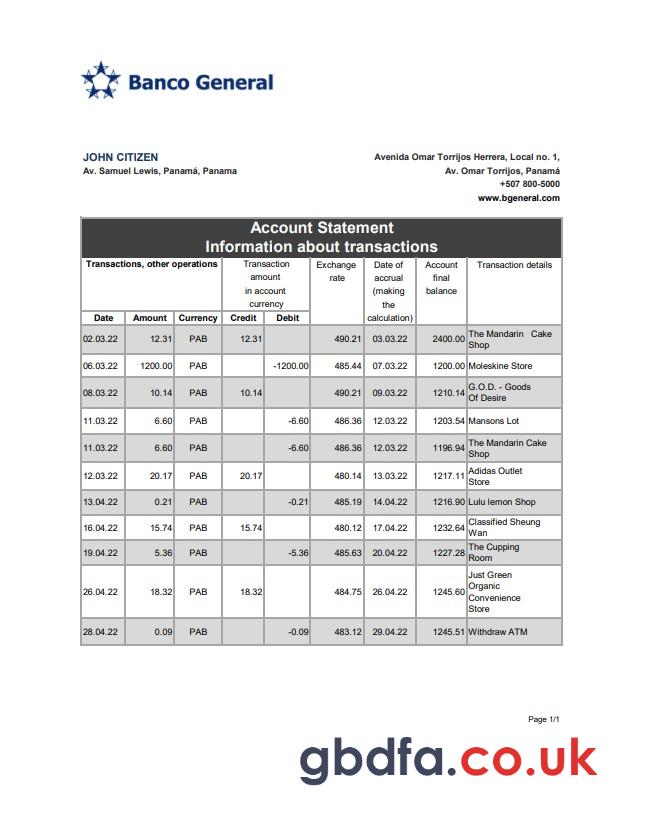 Banco General
JOHN CITIZEN
Av. Samuel Lewis, Panamá, Panama
Avenida Omar Torrijos Herrera, Local no. 1,
Av. Omar Torrijos, Panamá
+507 800-5000
www.bgeneral.com
Account Statement
Information about transactions
Transactions, other operations
Transaction
amount
in account
currency
Exchange
rate
Date of
accrual
(making
the
calculation)
Account
final
balance
Transaction details
Date Amount Currency Credit Debit
02.03.22 12.31 PAB 12.31 490.21 03.03.22 2400.00 The Mandarin Cake
Shop
06.03.22 1200.00 PAB -1200.00 485.44 07.03.22 1200.00 Moleskine Store
08.03.22 10.14 PAB 10.14 490.21 09.03.22 1210.14 G.O.D. - Goods
Of Desire
11.03.22 6.60 PAB -6.60 486.36 12.03.22 1203.54 Mansons Lot
11.03.22 6.60 PAB -6.60 486.36 12.03.22 1196.94 The Mandarin Cake
Shop
12.03.22 20.17 PAB 20.17 480.14 13.03.22 1217.11 Adidas Outlet
Store
13.04.22 0.21 PAB -0.21 485.19 14.04.22 1216.90 Lulu lemon Shop
16.04.22 15.74 PAB 15.74 480.12 17.04.22 1232.64 Classified Sheung
Wan
19.04.22 5.36 PAB -5.36 485.63 20.04.22 1227.28 The Cupping
Room
26.04.22 18.32 PAB 18.32 484.75 26.04.22 1245.60 Just Green
Organic
Convenience
Store
28.04.22 0.09 PAB -0.09 483.12 29.04.22 1245.51 Withdraw ATM
Page 1/1
gbdfa.co.uk